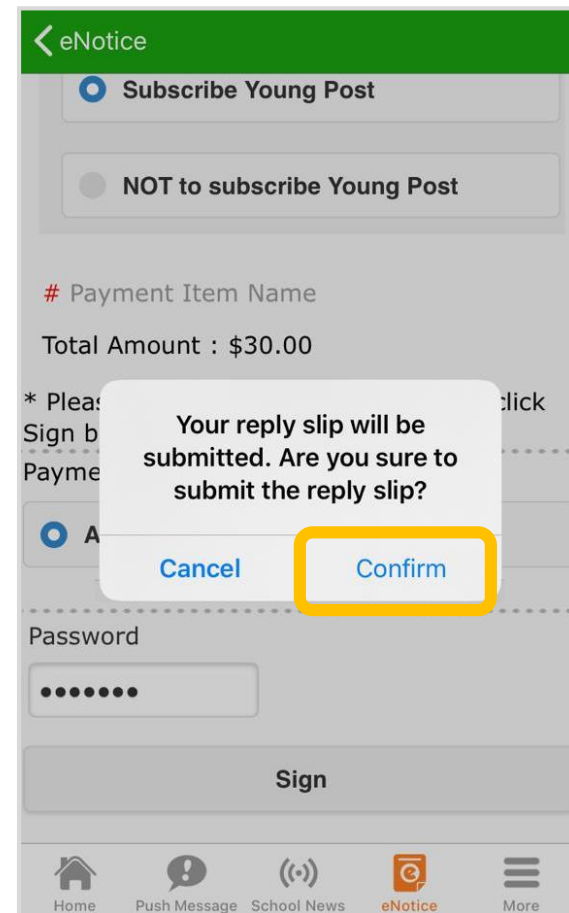 eNotice
Subscribe Young Post
NOT to subscribe Young Post
# Payment Item Name
Total Amount : $30.00
* Pleas click
Sign b
Payme
A
Your reply slip will be
submitted. Are you sure to
submit the reply slip?
Cancel Confirm
Password
•••••••
Sign
Home Push Message School News eNotice More